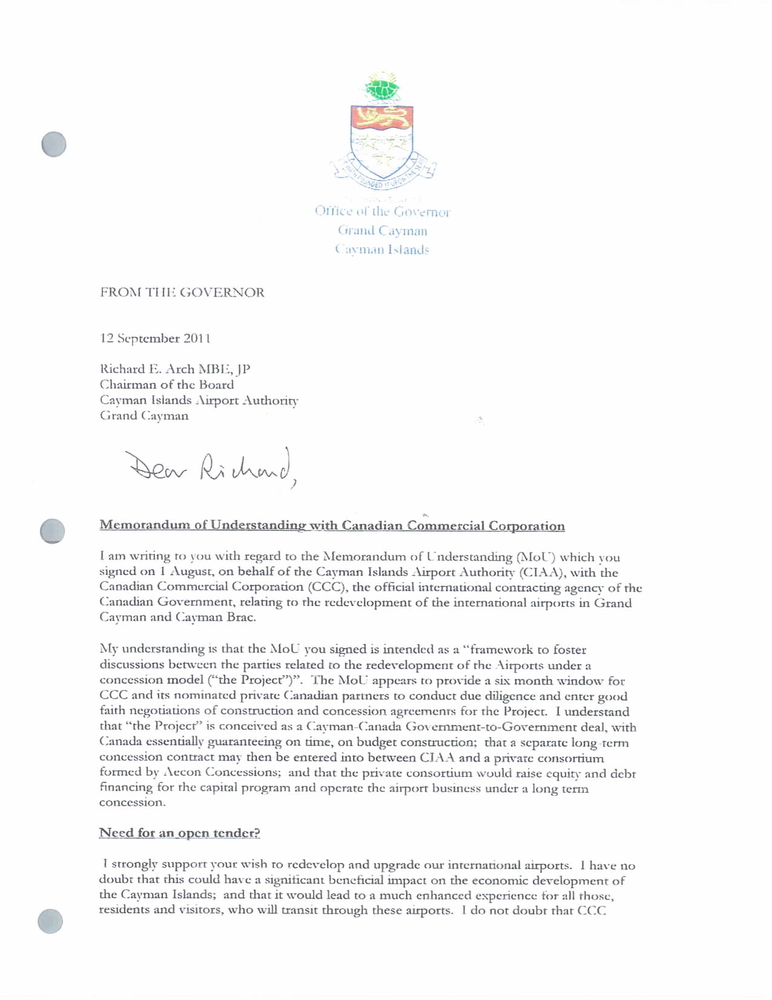 HE HATH FOUNDED IT UPON THE SEAS
Office of the Governor
Grand Cayman
Cayman Islands
FROM THE GOVERNOR
12 September 2011
Richard E. Arch MBE, JP
Chairman of the Board
Cayman Islands Airport Authority
Grand Cayman
Dear Richard,
Memorandum of Understanding with Canadian Commercial Corporation
I am writing to you with regard to the Memorandum of Understanding (MoU) which you
signed on 1 August, on behalf of the Cayman Islands Airport Authority (CIAA), with the
Canadian Commercial Corporation (CCC), the official international contracting agency of the
Canadian Government, relating to the redevelopment of the international airports in Grand
Cayman and Cayman Brac.
My understanding is that the MoU you signed is intended as a “framework to foster
discussions between the parties related to the redevelopment of the Airports under a
concession model (“the Project”)”. The MoU appears to provide a six month window for
CCC and its nominated private Canadian partners to conduct due diligence and enter good
faith negotiations of construction and concession agreements for the Project. I understand
that “the Project” is conceived as a Cayman-Canada Government-to-Government deal, with
Canada essentially guaranteeing on time, on budget construction; that a separate long-term
concession contract may then be entered into between CIAA and a private consortium
formed by Aecon Concessions; and that the private consortium would raise equity and debt
financing for the capital program and operate the airport business under a long term
concession.
Need for an open tender?
I strongly support your wish to redevelop and upgrade our international airports. I have no
doubt that this could have a significant beneficial impact on the economic development of
the Cayman Islands; and that it would lead to a much enhanced experience for all those,
residents and visitors, who will transit through these airports. I do not doubt that CCC